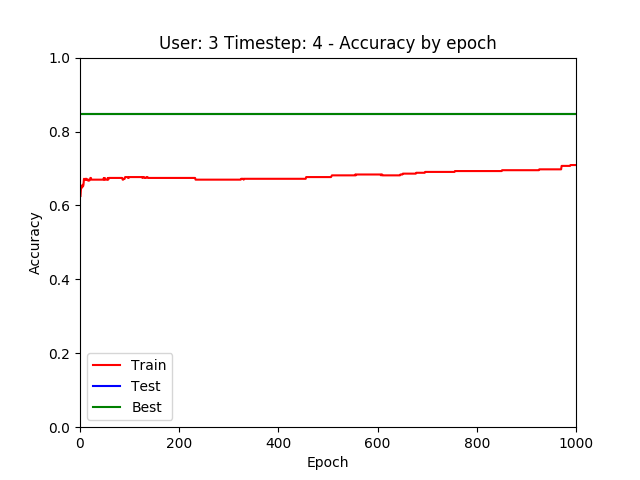 User: 3 Timestep: 4 - Accuracy by epoch
1.0
0.8
0.6
0.4
0.2
0.0
Accuracy
Train
Test
Best
0 200 400 600 800 1000
Epoch